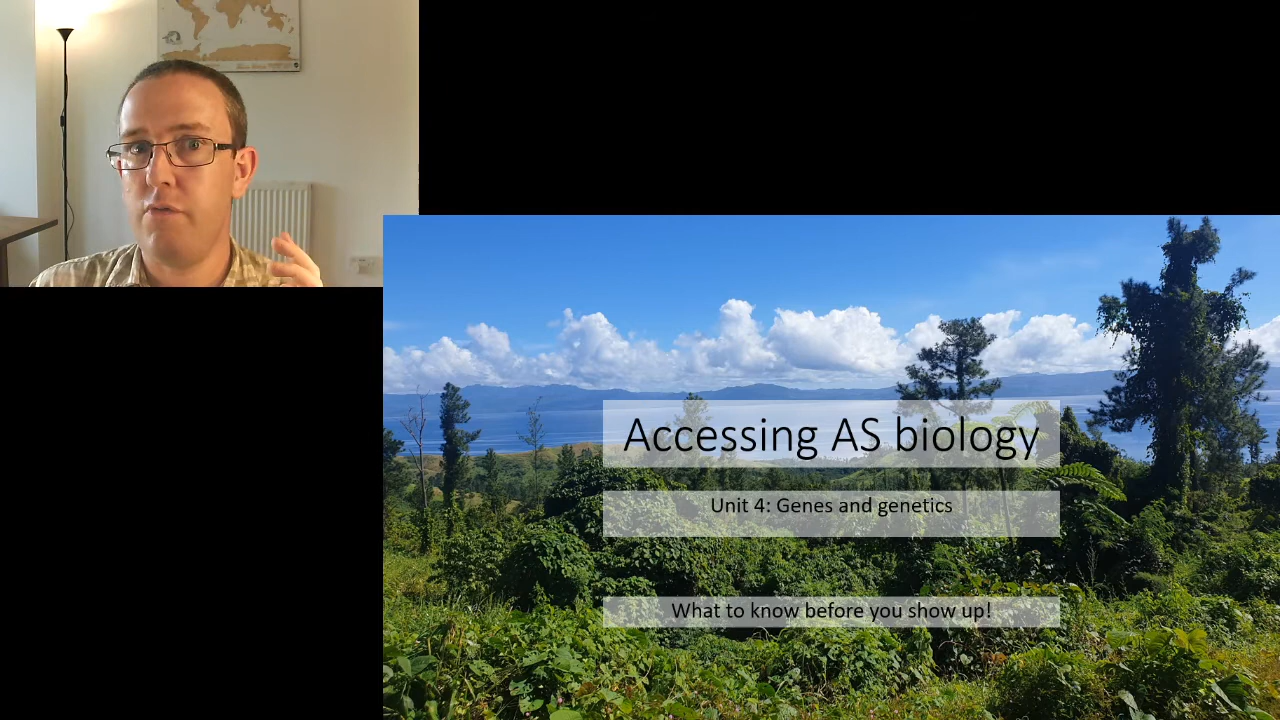 Accessing AS biology
Unit 4: Genes and genetics
What to know before you show up!